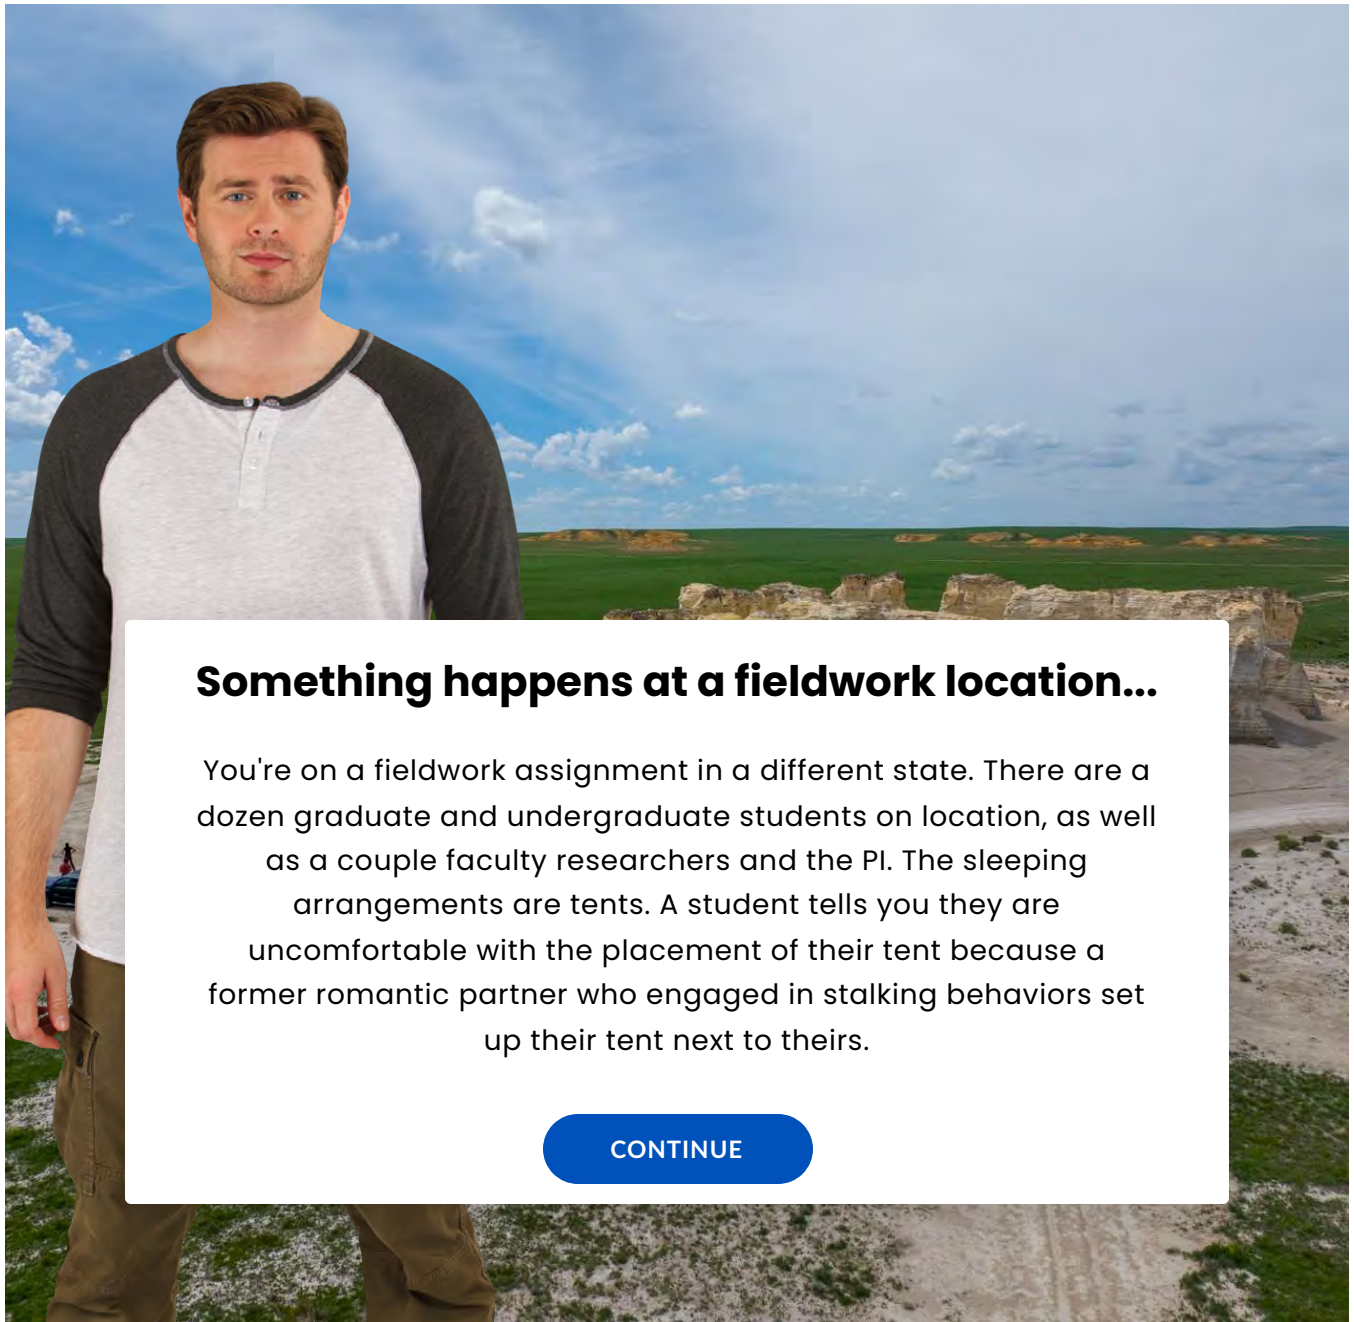 Something happens at a fieldwork location...
You're on a fieldwork assignment in a different state. There are a
dozen graduate and undergraduate students on location, as well
as a couple faculty researchers and the PI. The sleeping
arrangements are tents. A student tells you they are
uncomfortable with the placement of their tent because a
former romantic partner who engaged in stalking behaviors set
up their tent next to theirs.
CONTINUE